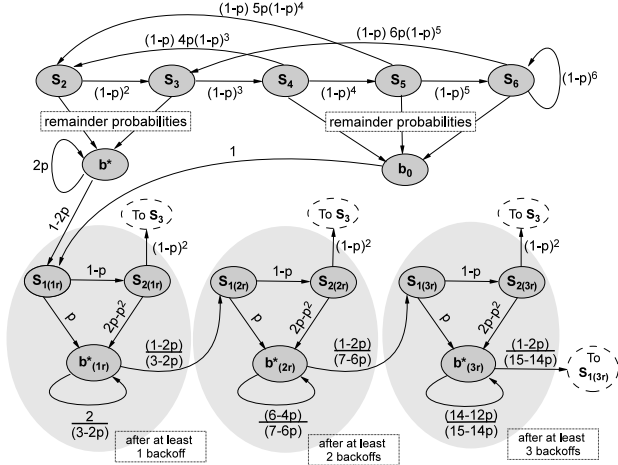 (1-p) 5p(1-p)^4
(1-p) 4p(1-p)^3
(1-p) 6p(1-p)^5
S_2
S_3
S_4
S_5
S_6
(1-p)^2
(1-p)^3
(1-p)^4
(1-p)^5
(1-p)^6
remainder probabilities
remainder probabilities
2p
b*
1
b_0
1-2p
To S_3
To S_3
To S_3
(1-p)^2
(1-p)^2
(1-p)^2
S_1(1r)
1-p
S_2(1r)
S_1(2r)
1-p
S_2(2r)
S_1(3r)
1-p
S_2(3r)
p
2p-p^2
p
2p-p^2
p
2p-p^2
b*_(1r)
(1-2p)
(3-2p)
b*_(2r)
(1-2p)
(7-6p)
b*_(3r)
(1-2p)
(15-14p)
To
S_1(3r)
2
(3-2p)
(6-4p)
(7-6p)
(14-12p)
(15-14p)
after at least
1 backoff
after at least
2 backoffs
after at least
3 backoffs